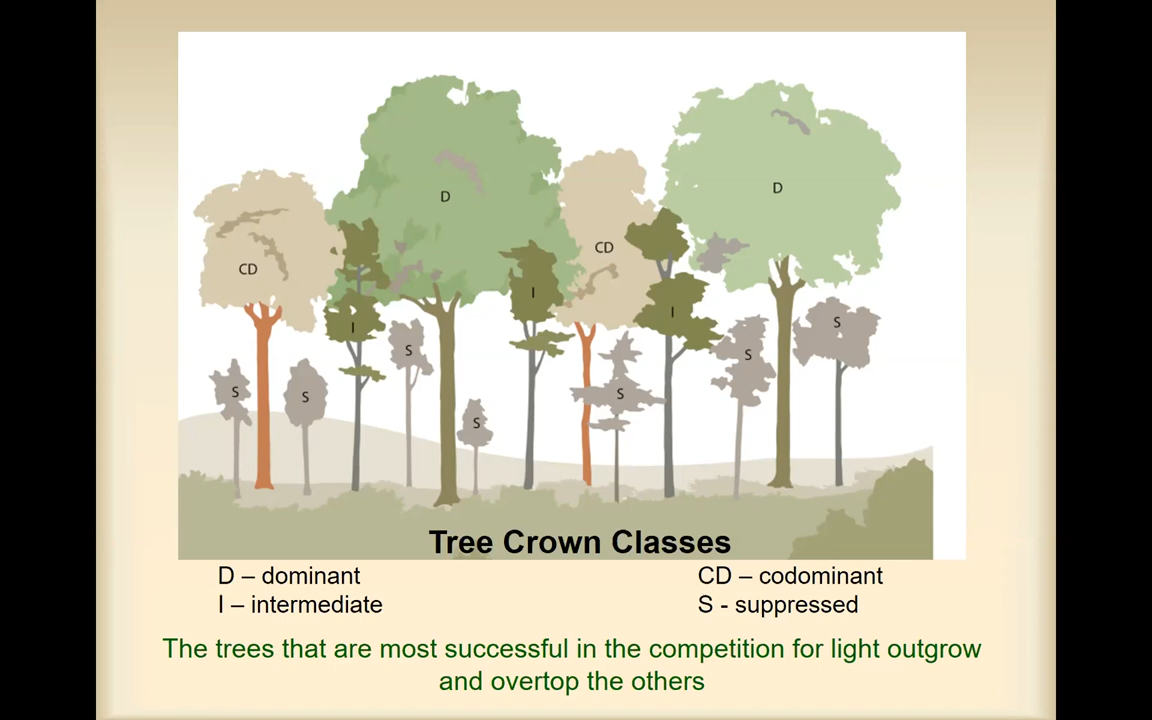 D
D
CD
CD
I
I
I
S
S
S
S
S
S
S
Tree Crown Classes
D – dominant
CD – codominant
I – intermediate
S - suppressed
The trees that are most successful in the competition for light outgrow
and overtop the others